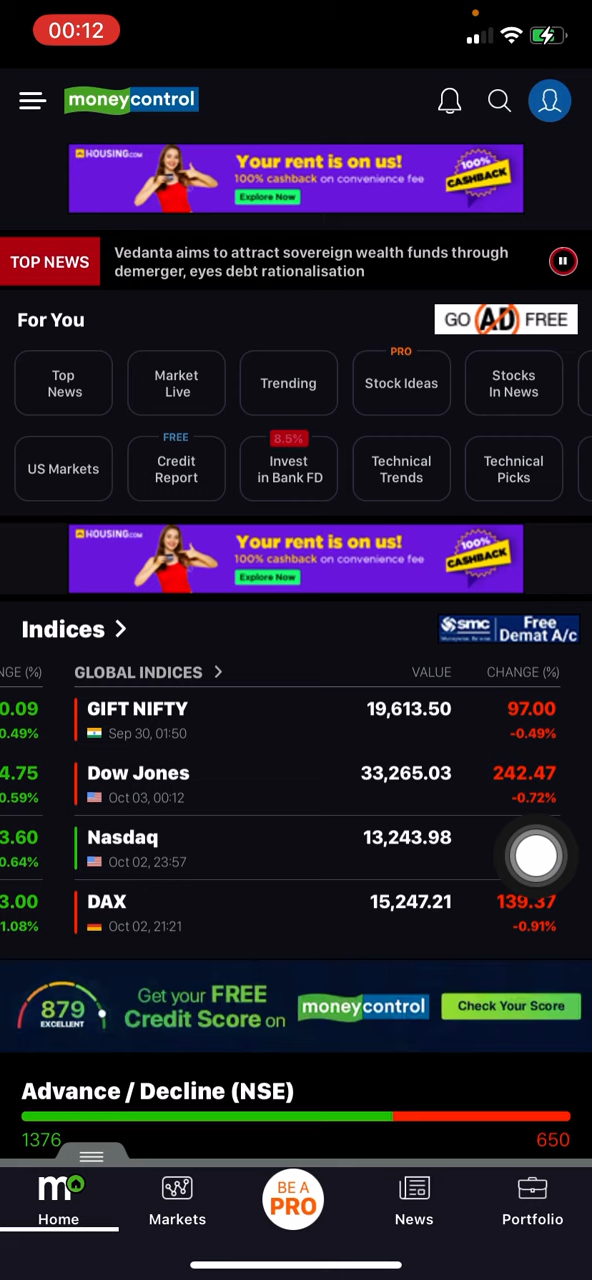 00:12
moneycontrol
HOUSING.COM
Your rent is on us!
100% cashback on convenience fee
Explore Now
100%
CASHBACK
TOP NEWS
Vedanta aims to attract sovereign wealth funds through
demerger, eyes debt rationalisation
For You
GO AD FREE
Top
News
Market
Live
Trending
PRO
Stock Ideas
Stocks
In News
US Markets
FREE
Credit
Report
8.5%
Invest
in Bank FD
Technical
Trends
Technical
Picks
HOUSING.COM
Your rent is on us!
100% cashback on convenience fee
Explore Now
100%
CASHBACK
Indices
smc
Free
Demat A/c
NGE (%)
GLOBAL INDICES
VALUE
CHANGE (%)
0.09
GIFT NIFTY
19,613.50
97.00
0.49%
Sep 30, 01:50
-0.49%
4.75
Dow Jones
33,265.03
242.47
0.59%
Oct 03, 00:12
-0.72%
3.60
Nasdaq
13,243.98
0.64%
Oct 02, 23:57
3.00
DAX
15,247.21
139.37
1.08%
Oct 02, 21:21
-0.91%
879
EXCELLENT
Get your FREE
Credit Score on
moneycontrol
Check Your Score
Advance / Decline (NSE)
1376
650
m
Home
Markets
BE A
PRO
News
Portfolio